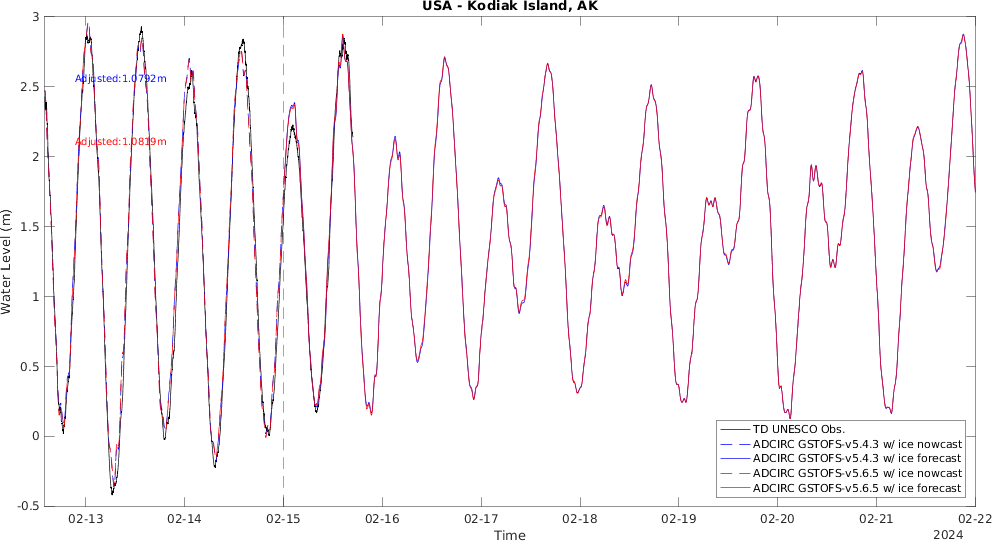 USA - Kodiak Island, AK
Water Level (m)
3
2.5
2
1.5
1
0.5
0
-0.5
Adjusted:1.0792m
Adjusted:1.0819m
TD UNESCO Obs.
ADCIRC GSTOFS-v5.4.3 w/ ice nowcast
ADCIRC GSTOFS-v5.4.3 w/ ice forecast
ADCIRC GSTOFS-v5.6.5 w/ ice nowcast
ADCIRC GSTOFS-v5.6.5 w/ ice forecast
02-13 02-14 02-15 02-16 02-17 02-18 02-19 02-20 02-21 02-22
Time
2024